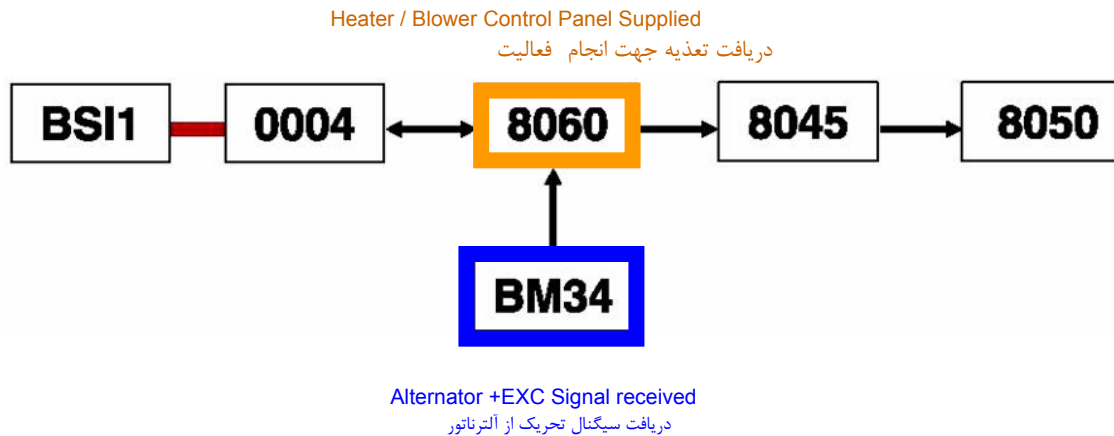 Heater / Blower Control Panel Supplied
دریافت تعذیه جهت انجام فعالیت
BSI1 0004 8060 8045 8050
BM34
Alternator +EXC Signal received
دریافت سیگنال تحریک از آلترناتور